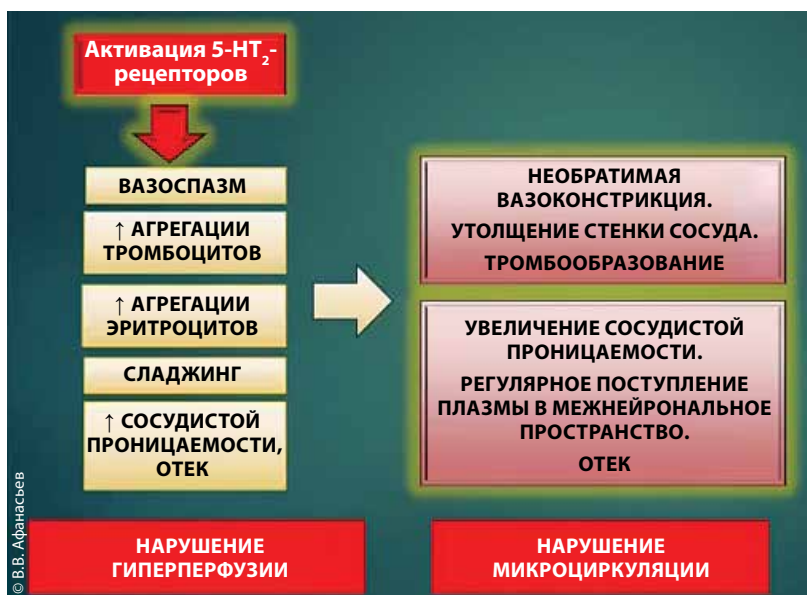 Активация 5-HT₂-
рецепторов
ВАЗОСПАЗМ
↑ АГРЕГАЦИИ
ТРОМБОЦИТОВ
↑ АГРЕГАЦИИ
ЭРИТРОЦИТОВ
СЛАДЖИНГ
↑ СОСУДИСТОЙ
ПРОНИЦАЕМОСТИ,
ОТЕК
НЕОБРАТИМАЯ
ВАЗОКОНСТРИКЦИЯ.
УТОЛЩЕНИЕ СТЕНКИ СОСУДА.
ТРОМБООБРАЗОВАНИЕ
УВЕЛИЧЕНИЕ СОСУДИСТОЙ
ПРОНИЦАЕМОСТИ.
РЕГУЛЯРНОЕ ПОСТУПЛЕНИЕ
ПЛАЗМЫ В МЕЖНЕЙРОНАЛЬНОЕ
ПРОСТРАНСТВО.
ОТЕК
НАРУШЕНИЕ
ГИПЕРПЕРФУЗИИ
НАРУШЕНИЕ
МИКРОЦИРКУЛЯЦИИ
© В.В. Афанасьев